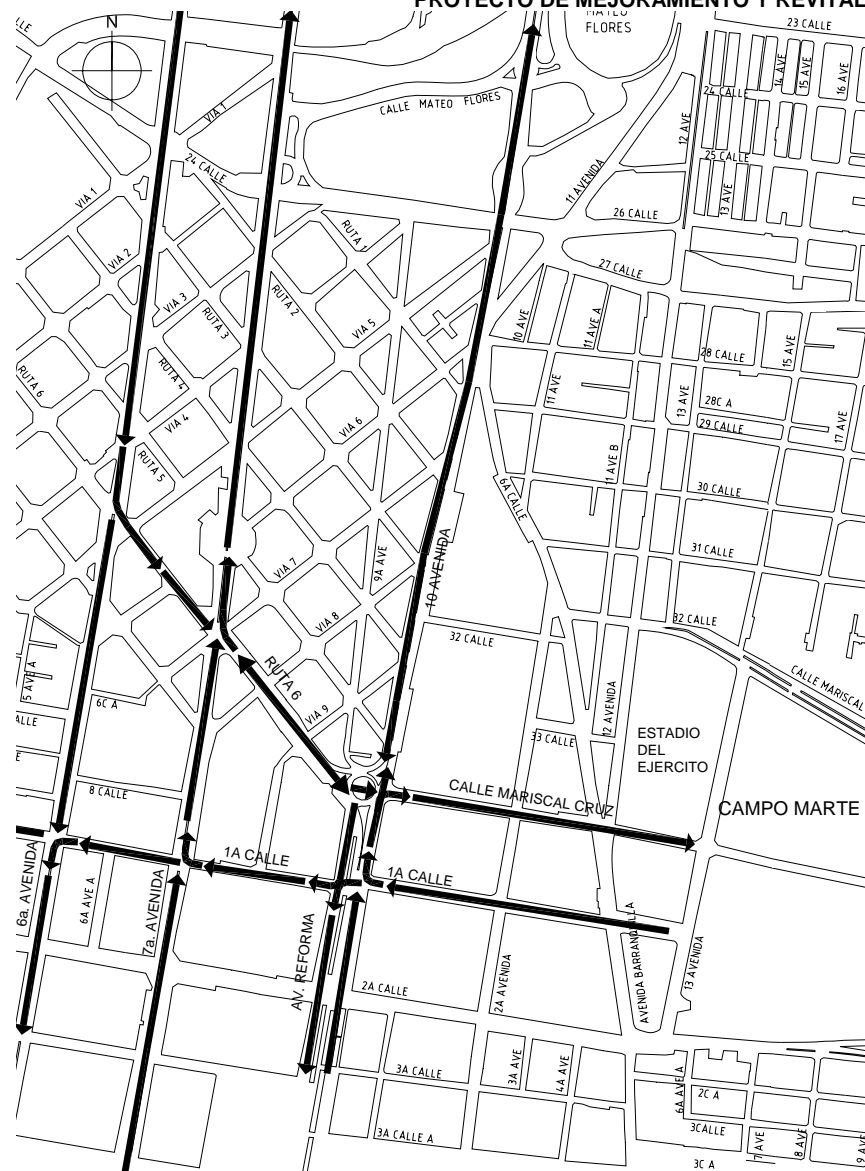 PROYECTO DE MEJORAMIENTO Y REVITAL
N
MATEO
FLORES
23 CALLE
14 AVE
15 AVE
16 AVE
24 CALLE
CALLE MATEO FLORES
VIA 1
24 CALLE
12 AVE
25 CALLE
13 AVE
11 AVENIDA
26 CALLE
VIA 1
VIA 2
RUTA 1
27 CALLE
VIA 3
RUTA 2
RUTA 3
VIA 5
10 AVE
11 AVE A
28 CALLE
15 AVE
RUTA 6
RUTA 4
VIA 4
VIA 6
11 AVE
13 AVE
28C A
29 CALLE
17 AVE
RUTA 5
11 AVE B
6A CALLE
30 CALLE
31 CALLE
VIA 7
9A AVE
10 AVENIDA
VIA 8
32 CALLE
32 CALLE
CALLE MARISCAL
5 AVE A
6C A
RUTA 6
VIA 9
12 AVENIDA
33 CALLE
ESTADIO
DEL
EJERCITO
ALLE
8 CALLE
CALLE MARISCAL CRUZ
CAMPO MARTE
1A CALLE
1A CALLE
6a. AVENIDA
6A AVE A
7a. AVENIDA
AV. REFORMA
2A CALLE
2A AVENIDA
AVENIDA BARRANQUILLA
13 AVENIDA
3A CALLE
3A AVE
4A AVE
6A AVE A
2C A
3CALLE
3A CALLE A
7 AVE
8 AVE
9 AVE
3C A